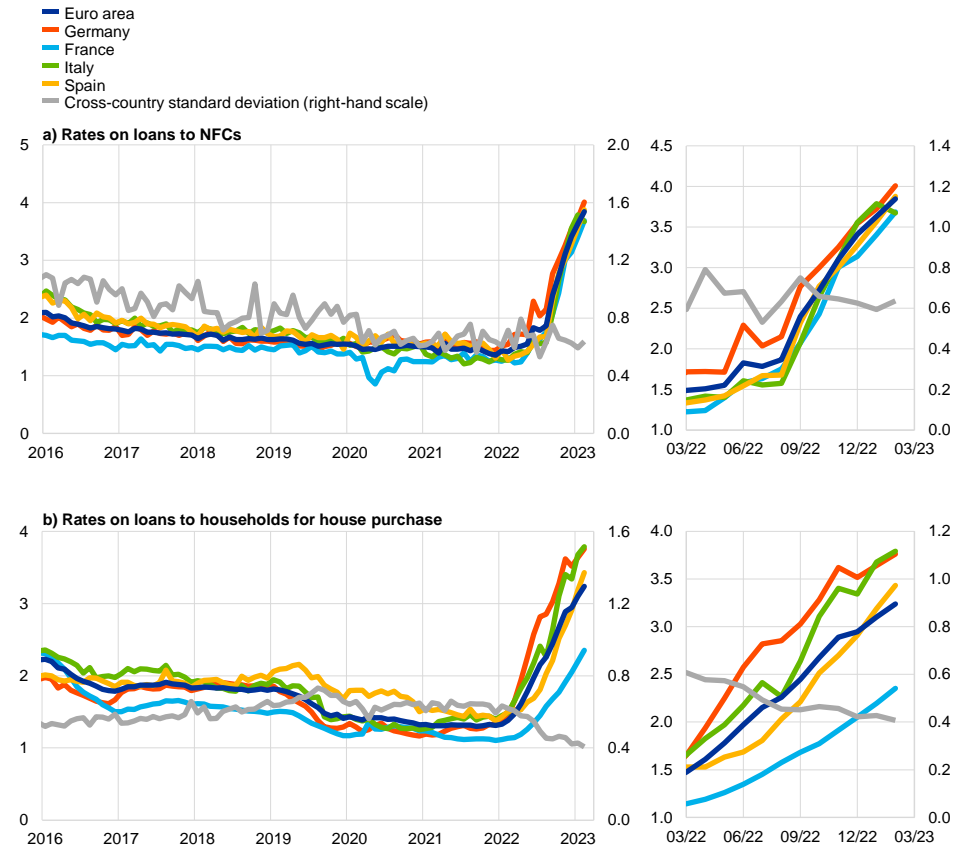 Euro area
Germany
France
Italy
Spain
Cross-country standard deviation (right-hand scale)
a) Rates on loans to NFCs
5 2.0 4.5 1.4
4 1.6 4.0 1.2
3.5 1.0
3 1.2 3.0 0.8
2 0.8 2.5 0.6
2.0 0.4
1 0.4 1.5 0.2
0 0.0 1.0 0.0
2016 2017 2018 2019 2020 2021 2022 2023 03/22 06/22 09/22 12/22 03/23
b) Rates on loans to households for house purchase
4 1.6 4.0 1.2
3.5 1.0
3 1.2 3.0 0.8
2 0.8 2.5 0.6
2.0 0.4
1 0.4 1.5 0.2
0 0.0 1.0 0.0
2016 2017 2018 2019 2020 2021 2022 2023 03/22 06/22 09/22 12/22 03/23